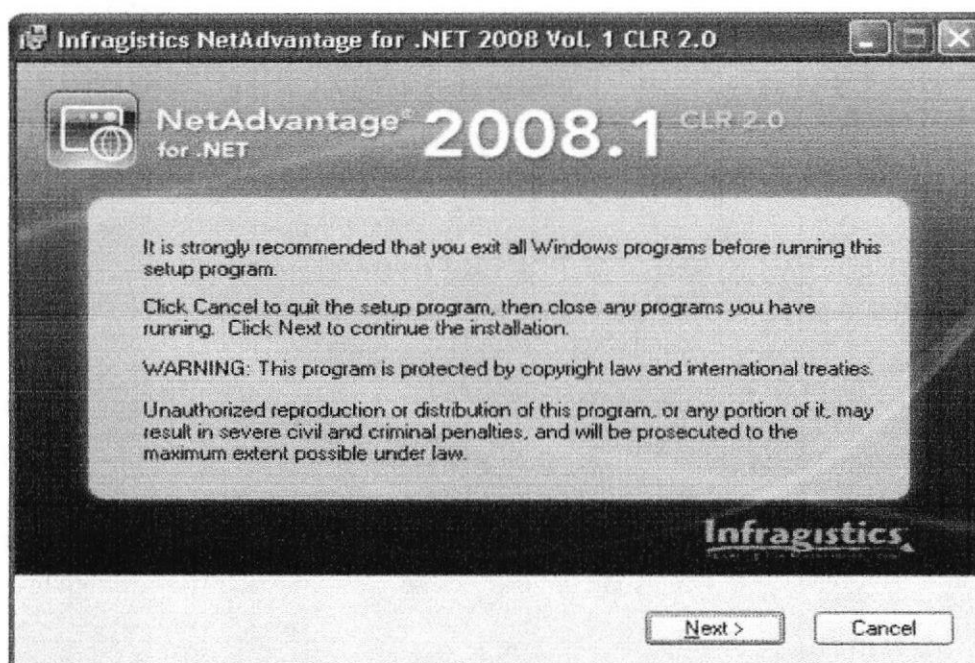 Infragistics NetAdvantage for .NET 2008 Vol. 1 CLR 2.0
NetAdvantage® 2008.1 CLR 2.0
for .NET
It is strongly recommended that you exit all Windows programs before running this
setup program.
Click Cancel to quit the setup program, then close any programs you have
running. Click Next to continue the installation.
WARNING: This program is protected by copyright law and international treaties.
Unauthorized reproduction or distribution of this program, or any portion of it, may
result in severe civil and criminal penalties, and will be prosecuted to the
maximum extent possible under law.
Infragistics
Next >
Cancel